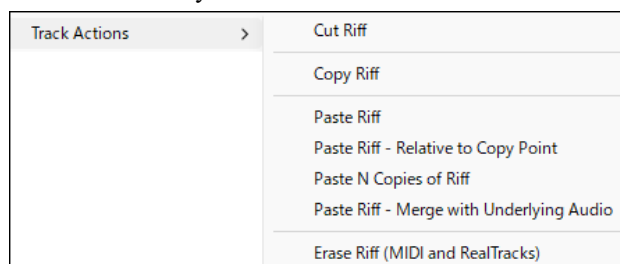 Track Actions >
Cut Riff
Copy Riff
Paste Riff
Paste Riff - Relative to Copy Point
Paste N Copies of Riff
Paste Riff - Merge with Underlying Audio
Erase Riff (MIDI and RealTracks)